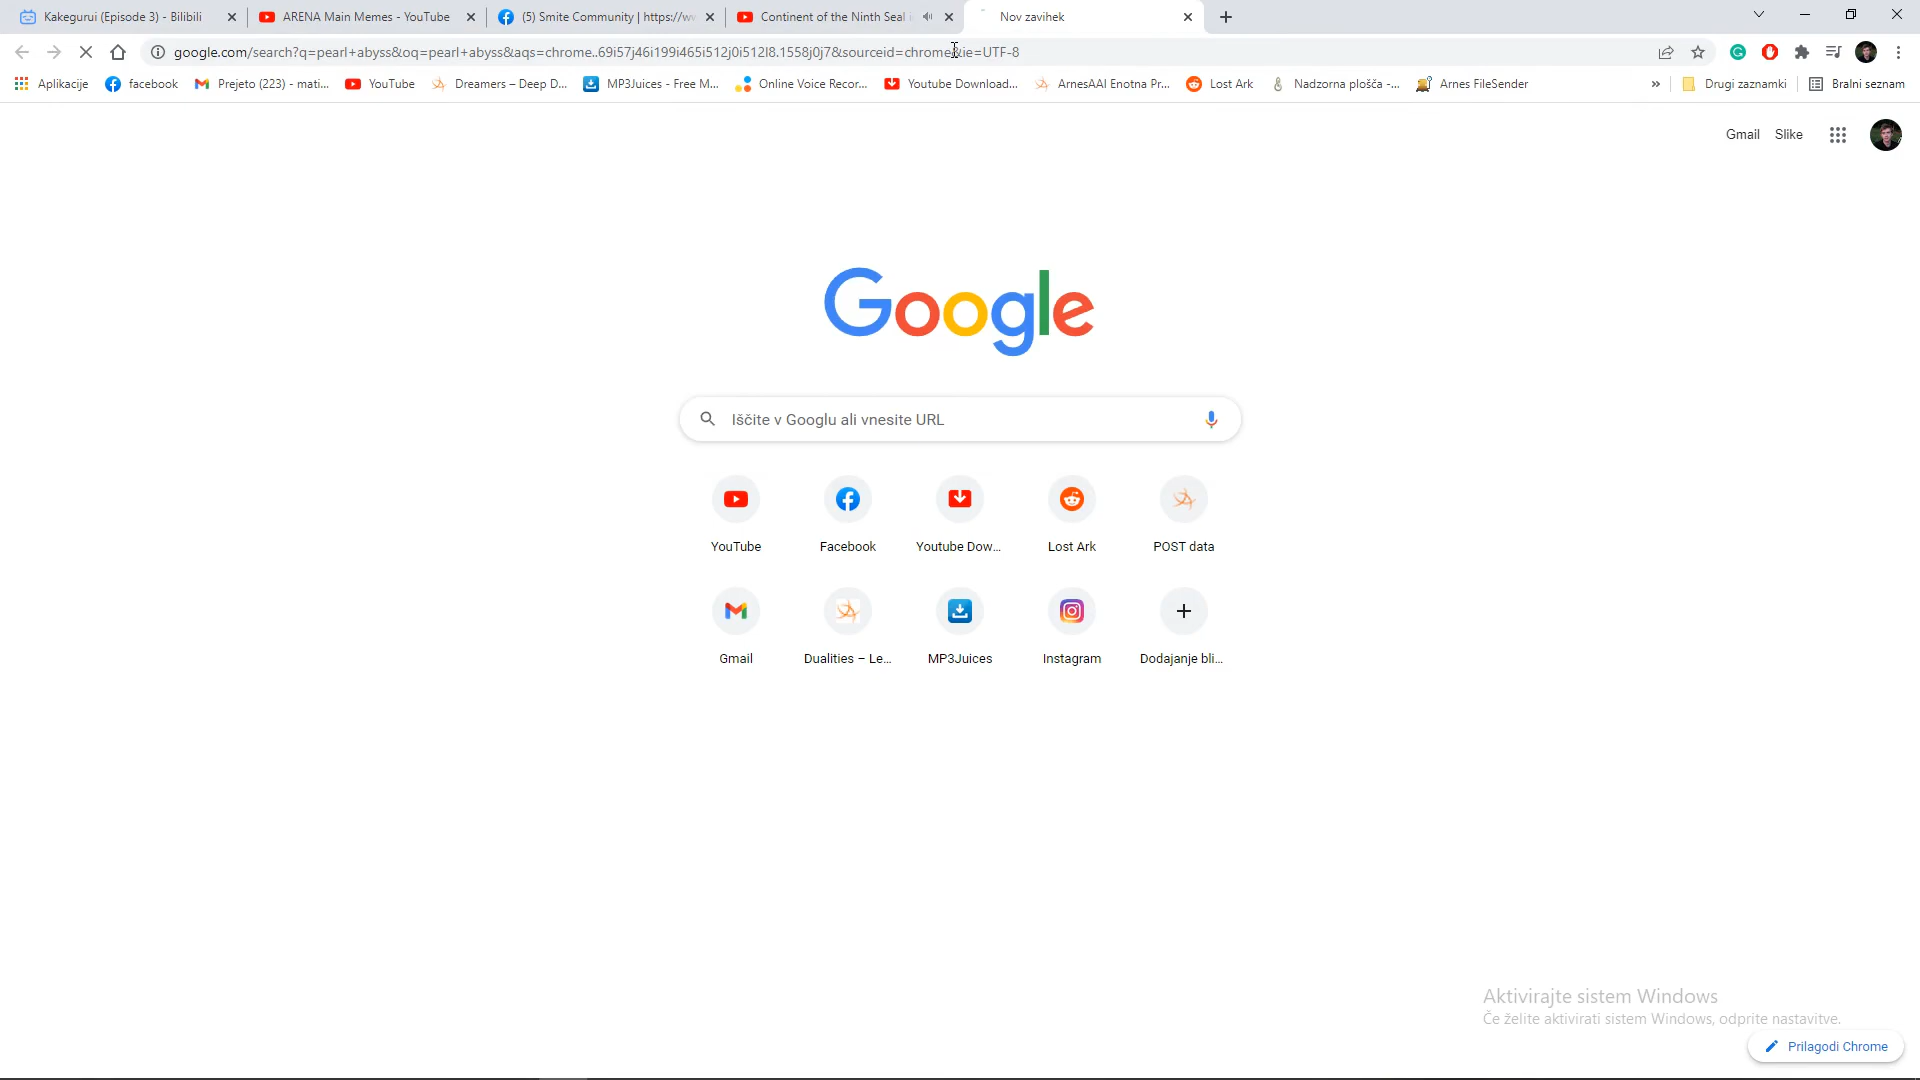 Kakegurui (Episode 3) - Bilibili
ARENA Main Memes - YouTube
(5) Smite Community | https://ww
Continent of the Ninth Seal
Nov zavihek
google.com/search?q=pearl+abyss&oq=pearl+abyss&aqs=chrome..69i57j46i199i465i512j0i512l8.1558j0j7&sourceid=chrome&ie=UTF-8
Aplikacije
facebook
Prejeto (223) - mati...
YouTube
Dreamers – Deep D...
MP3Juices - Free M...
Online Voice Recor...
Youtube Download...
ArnesAAI Enotna Pr...
Lost Ark
Nadzorna plošča -...
Arnes FileSender
»
Drugi zaznamki
Bralni seznam
Gmail
Slike
Google
Iščite v Googlu ali vnesite URL
YouTube
Facebook
Youtube Dow...
Lost Ark
POST data
Gmail
Dualities – Le...
MP3Juices
Instagram
Dodajanje bli...
Aktivirajte sistem Windows
Če želite aktivirati sistem Windows, odprite nastavitve.
Prilagodi Chrome